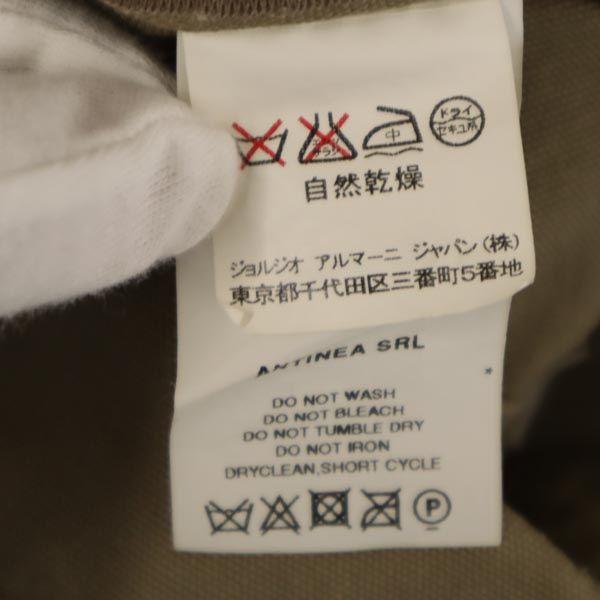 中
ドライ
セキユ系
自然乾燥
ジョルジオ アルマーニ ジャパン(株)
東京都千代田区三番町5番地
ANTINEA SRL
*
DO NOT WASH
DO NOT BLEACH
DO NOT TUMBLE DRY
DO NOT IRON
DRYCLEAN,SHORT CYCLE
P